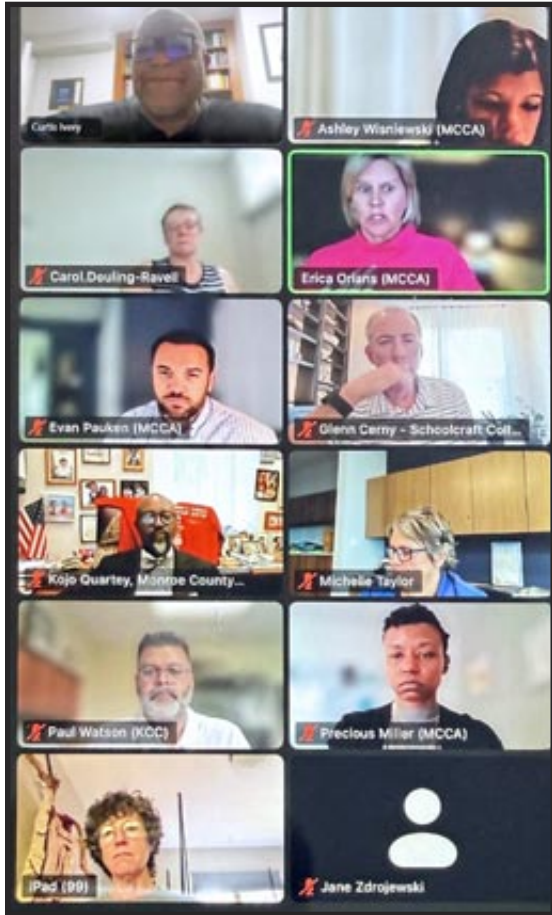 Curtis Ivery
Ashley Wisniewski (MCCA)
Carol.Deuling-Ravell
Erica Orians (MCCA)
Evan Pauken (MCCA)
Glenn Cerny - Schoolcraft Coll...
Kojo Quartey, Monroe County...
Michelle Taylor
Paul Watson (KCC)
Precious Miller (MCCA)
iPad (99)
Jane Zdrojewski